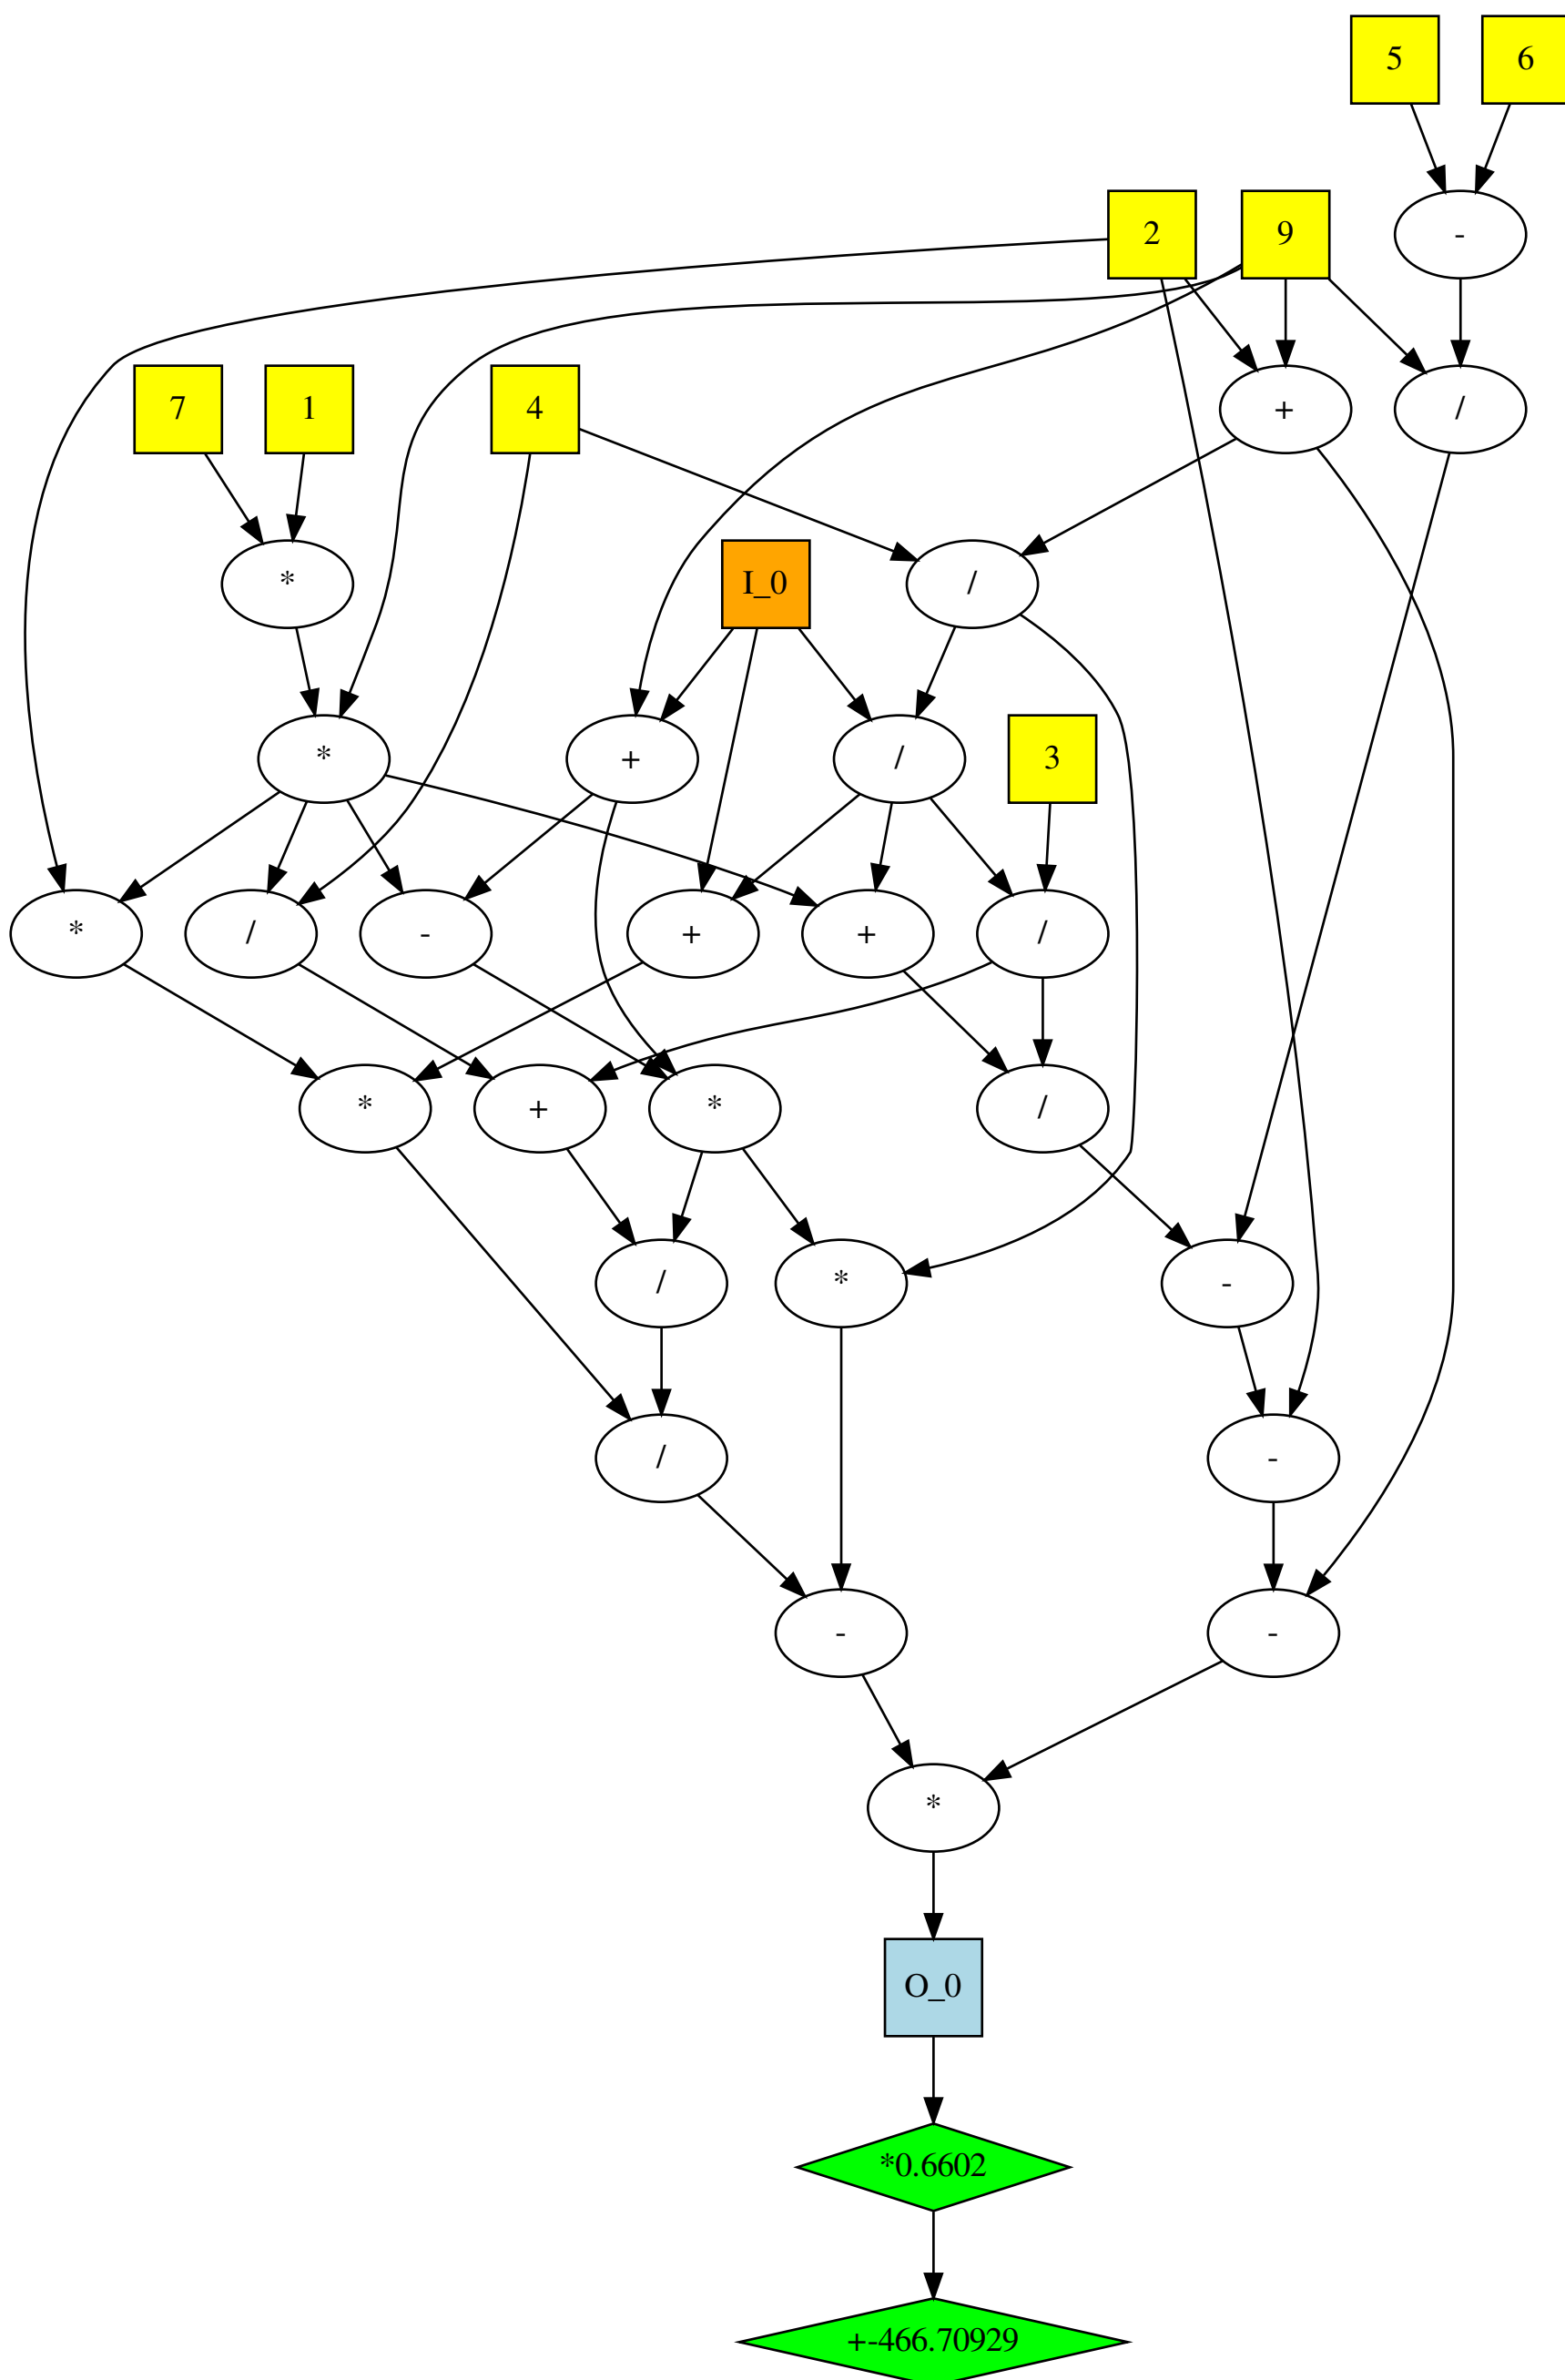 5 6
2 9 -
7 1 4 + /
* I_0 /
* + / 3
* / - + + /
* + * /
/ * -
/ -
- -
*
O_0
*0.6602
+-466.70929